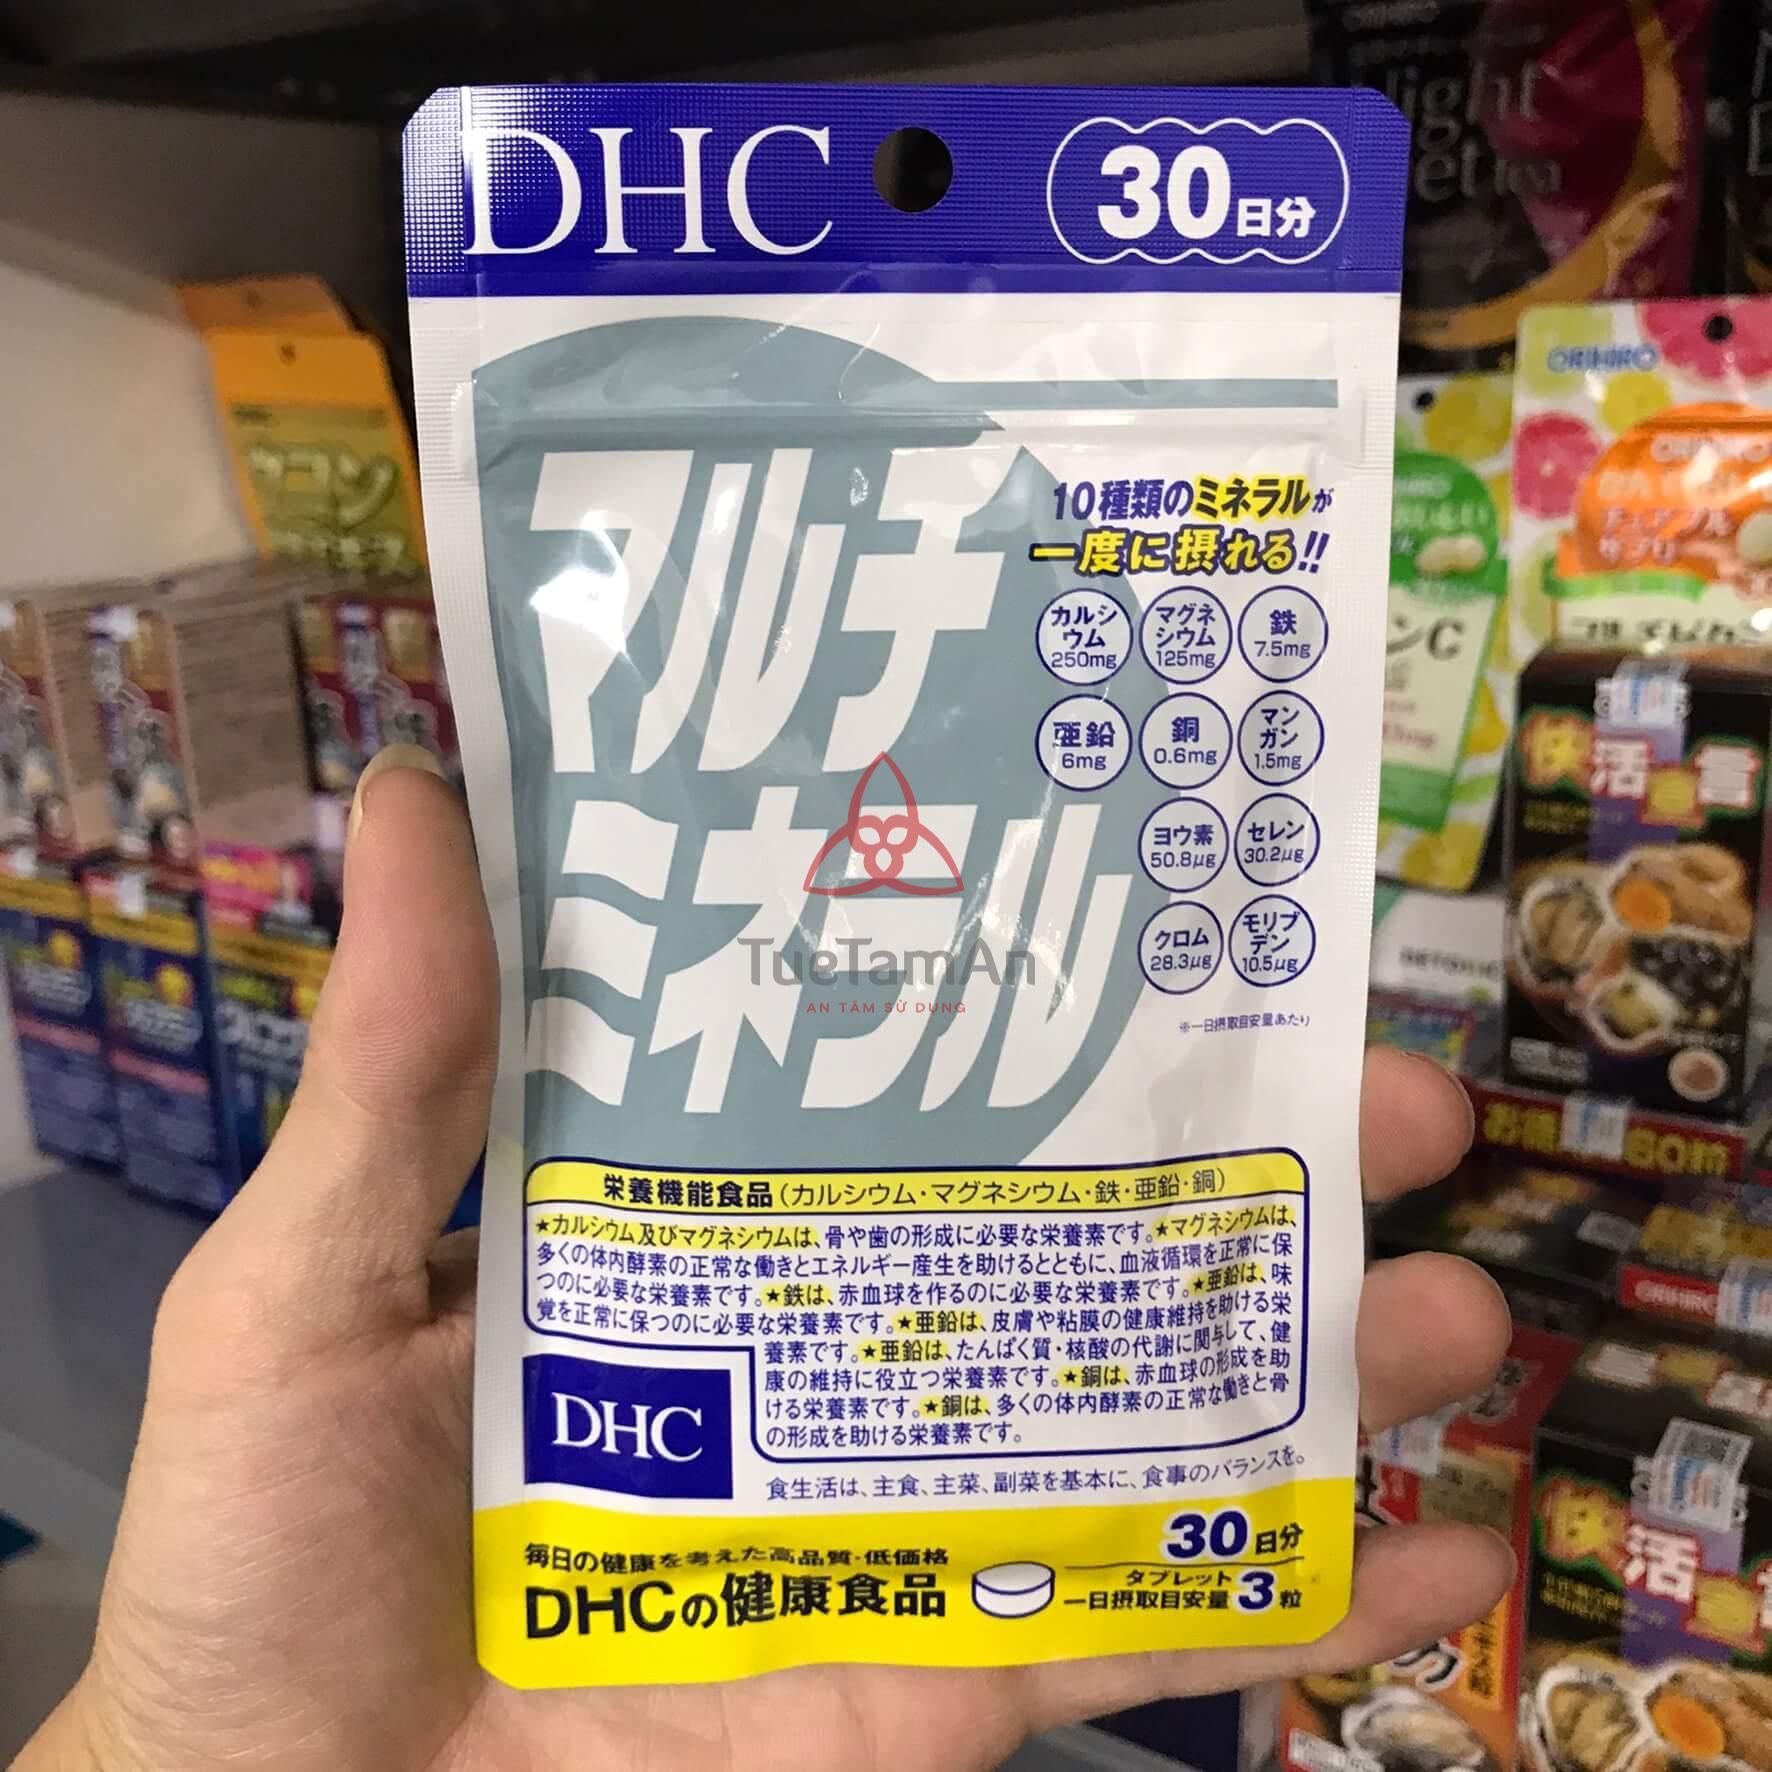 DHC
30日分
マルチ
ミネラル
10種類のミネラルが
一度に摂れる!!
カルシ
ウム
250mg
マグネ
シウム
125mg
鉄
7.5mg
亜鉛
6mg
銅
0.6mg
マン
ガン
1.5mg
ヨウ素
50.8μg
セレン
30.2μg
クロム
28.3μg
モリブ
デン
10.5μg
※一日摂取目安量あたり
TueTamAn
AN TÂM SỬ DỤNG
栄養機能食品(カルシウム・マグネシウム・鉄・亜鉛・銅)
★カルシウム及びマグネシウムは、骨や歯の形成に必要な栄養素です。★マグネシウムは、
多くの体内酵素の正常な働きとエネルギー産生を助けるとともに、血液循環を正常に保
つのに必要な栄養素です。★鉄は、赤血球を作るのに必要な栄養素です。★亜鉛は、味
覚を正常に保つのに必要な栄養素です。★亜鉛は、皮膚や粘膜の健康維持を助ける栄
養素です。★亜鉛は、たんぱく質・核酸の代謝に関与して、健
康の維持に役立つ栄養素です。★銅は、赤血球の形成を助
ける栄養素です。★銅は、多くの体内酵素の正常な働きと骨
の形成を助ける栄養素です。
DHC
食生活は、主食、主菜、副菜を基本に、食事のバランスを。
毎日の健康を考えた高品質・低価格
DHCの健康食品
30日分
タブレット
一日摂取目安量3粒
ウコン
ORIHIRO
ORIHIRO
チュアブル
サプリ
ンC
快活
80粒
ORIHIRO
快活